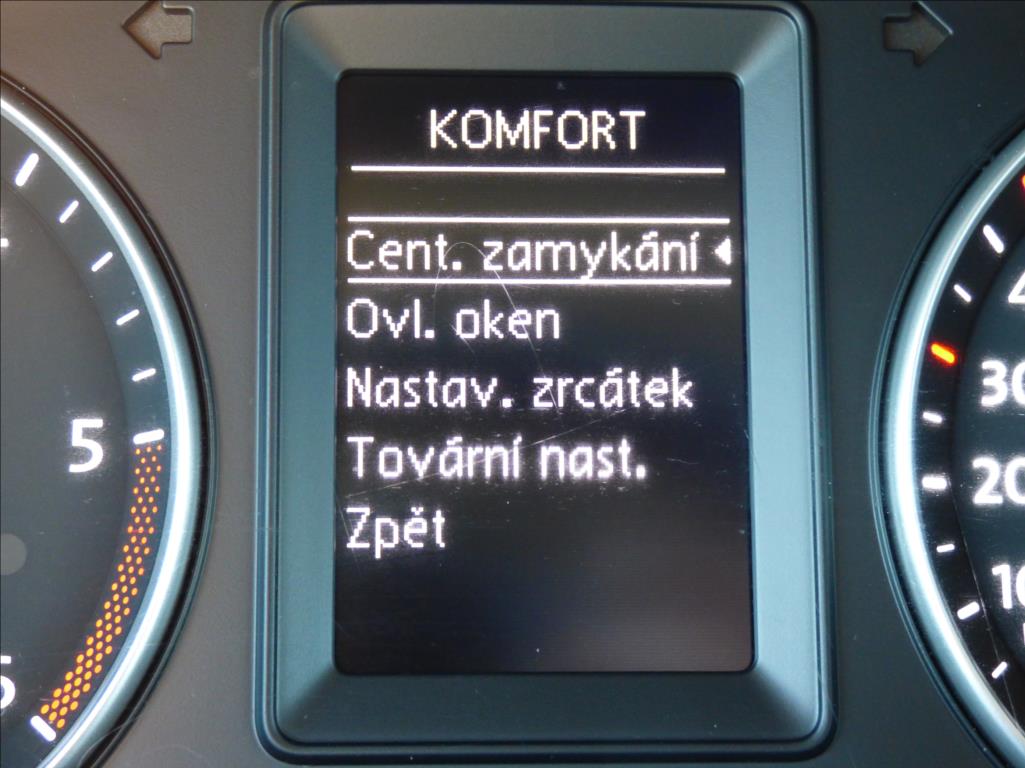 KOMFORT
Cent. zamykání
Ovl. oken
Nastav. zrcátek
Tovární nast.
Zpět
5
30
20
10